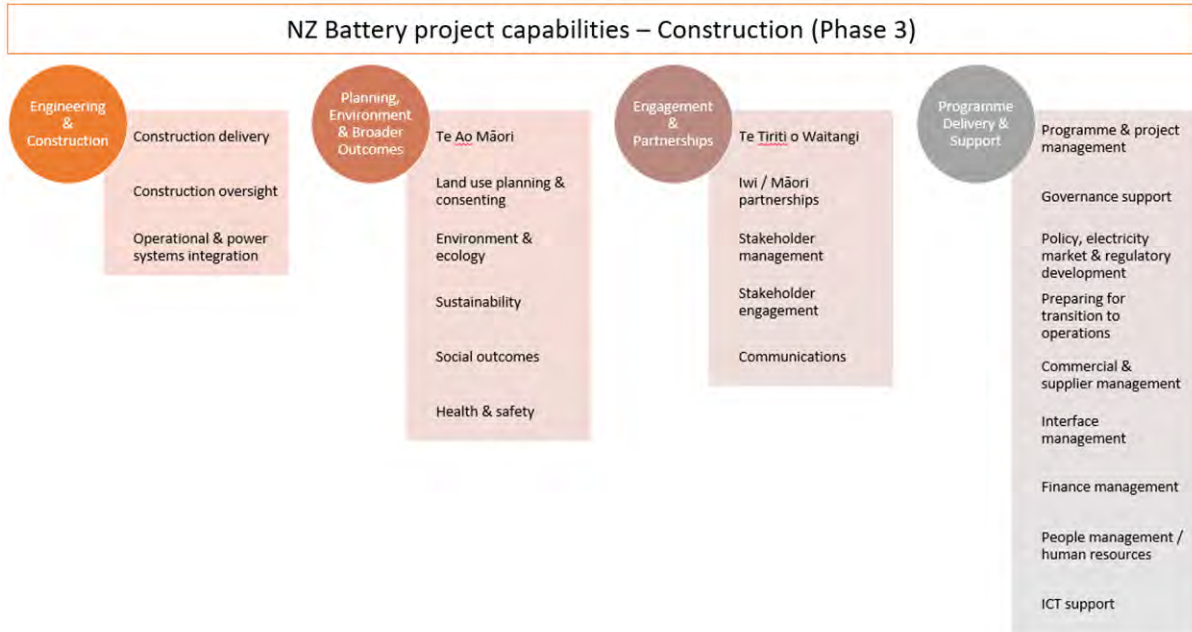 NZ Battery project capabilities – Construction (Phase 3)
Engineering
&
Construction
Construction delivery
Construction oversight
Operational & power
systems integration
Planning,
Environment
& Broader
Outcomes
Te Ao Māori
Land use planning &
consenting
Environment &
ecology
Sustainability
Social outcomes
Health & safety
Engagement
&
Partnerships
Te Tiriti o Waitangi
Iwi / Māori
partnerships
Stakeholder
management
Stakeholder
engagement
Communications
Programme
Delivery &
Support
Programme & project
management
Governance support
Policy, electricity
market & regulatory
development
Preparing for
transition to
operations
Commercial &
supplier management
Interface
management
Finance management
People management /
human resources
ICT support